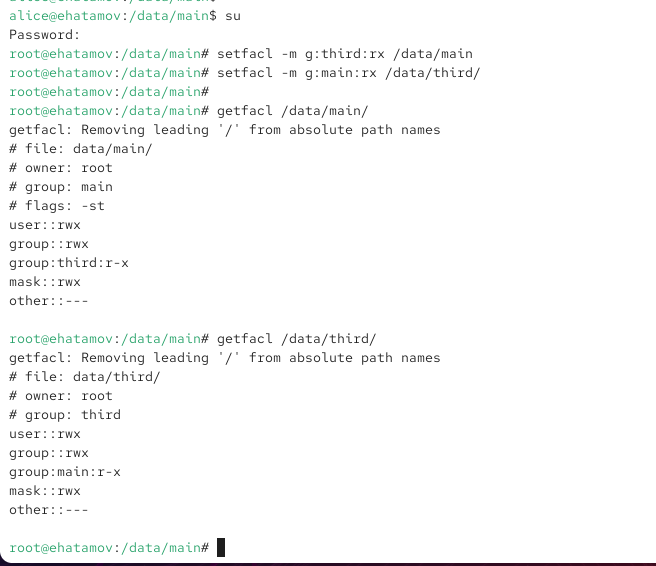 alice@ehatamov:/data/main$
alice@ehatamov:/data/main$ su
Password:
root@ehatamov:/data/main# setfacl -m g:third:rx /data/main
root@ehatamov:/data/main# setfacl -m g:main:rx /data/third/
root@ehatamov:/data/main#
root@ehatamov:/data/main# getfacl /data/main/
getfacl: Removing leading '/' from absolute path names
# file: data/main/
# owner: root
# group: main
# flags: -st
user::rwx
group::rwx
group:third:r-x
mask::rwx
other::---
root@ehatamov:/data/main# getfacl /data/third/
getfacl: Removing leading '/' from absolute path names
# file: data/third/
# owner: root
# group: third
user::rwx
group::rwx
group:main:r-x
mask::rwx
other::---
root@ehatamov:/data/main#